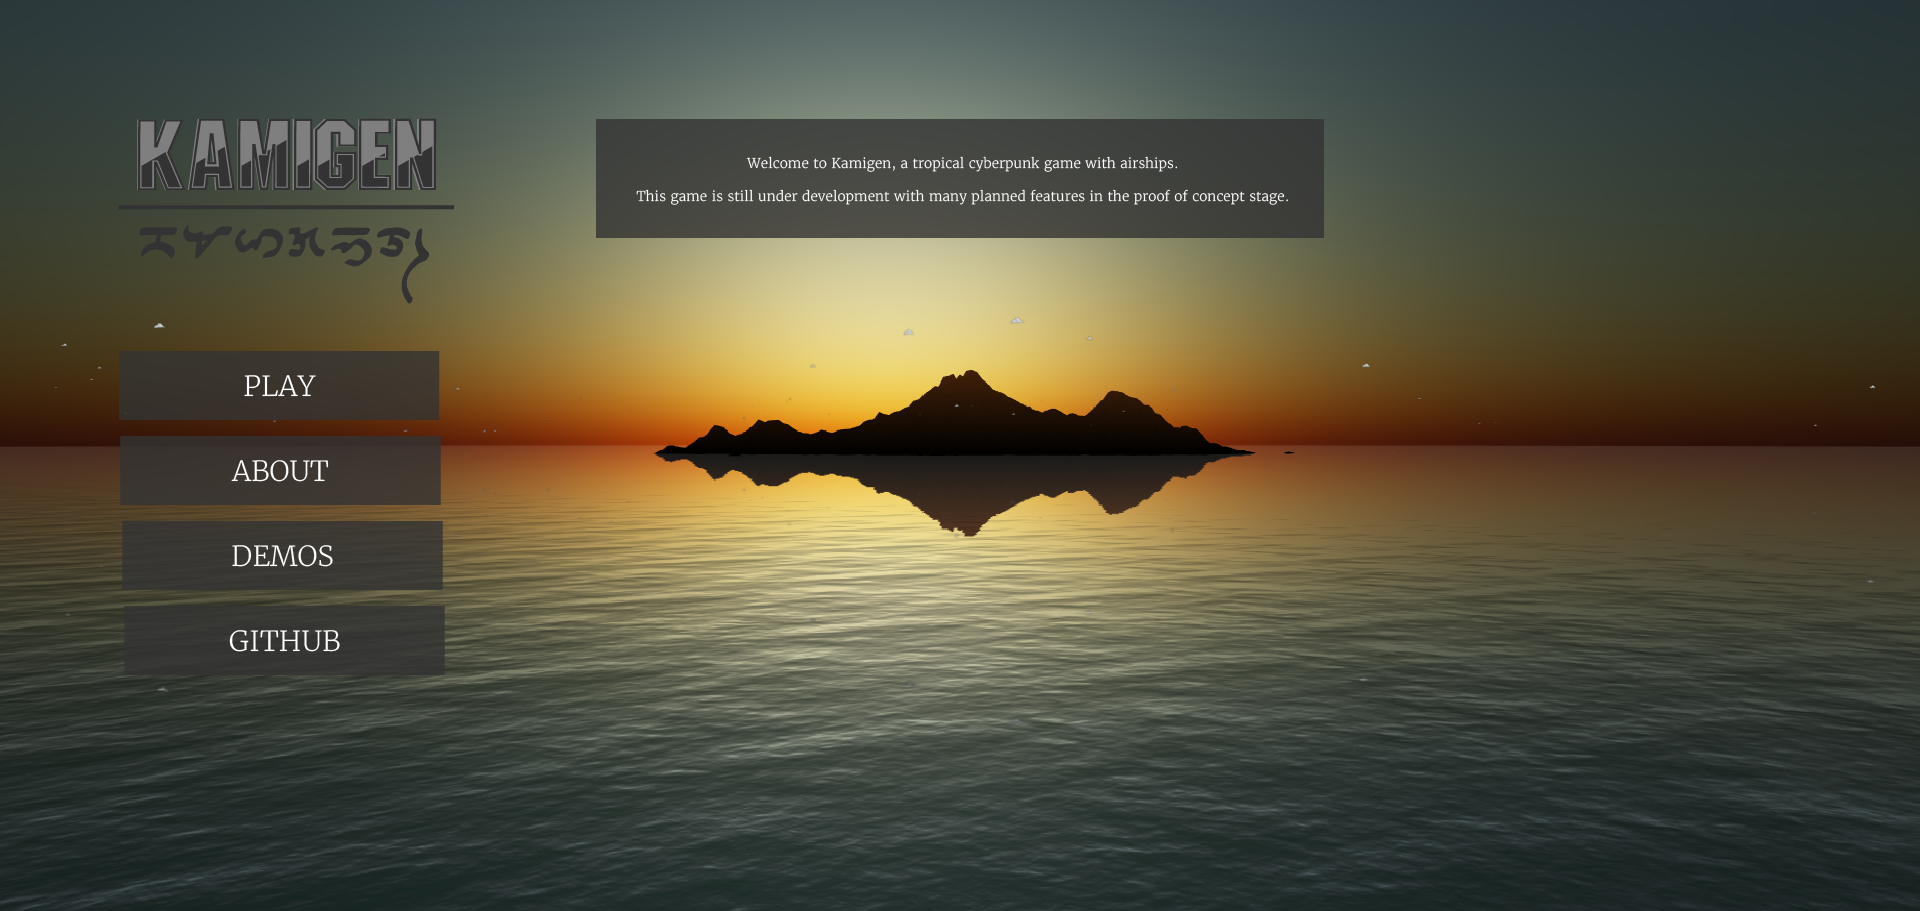 KAMIGEN
Welcome to Kamigen, a tropical cyberpunk game with airships.
This game is still under development with many planned features in the proof of concept stage.
PLAY
ABOUT
DEMOS
GITHUB